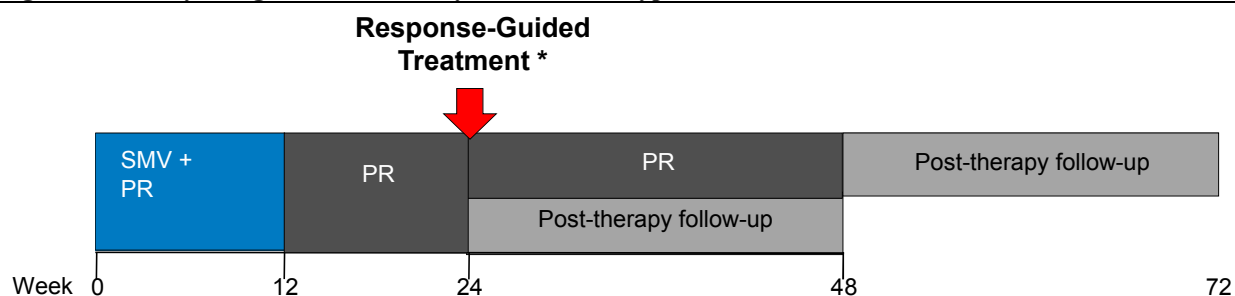 Response-Guided
Treatment *
SMV +
PR
PR
PR
Post-therapy follow-up
Post-therapy follow-up
Week 0 12 24 48 72